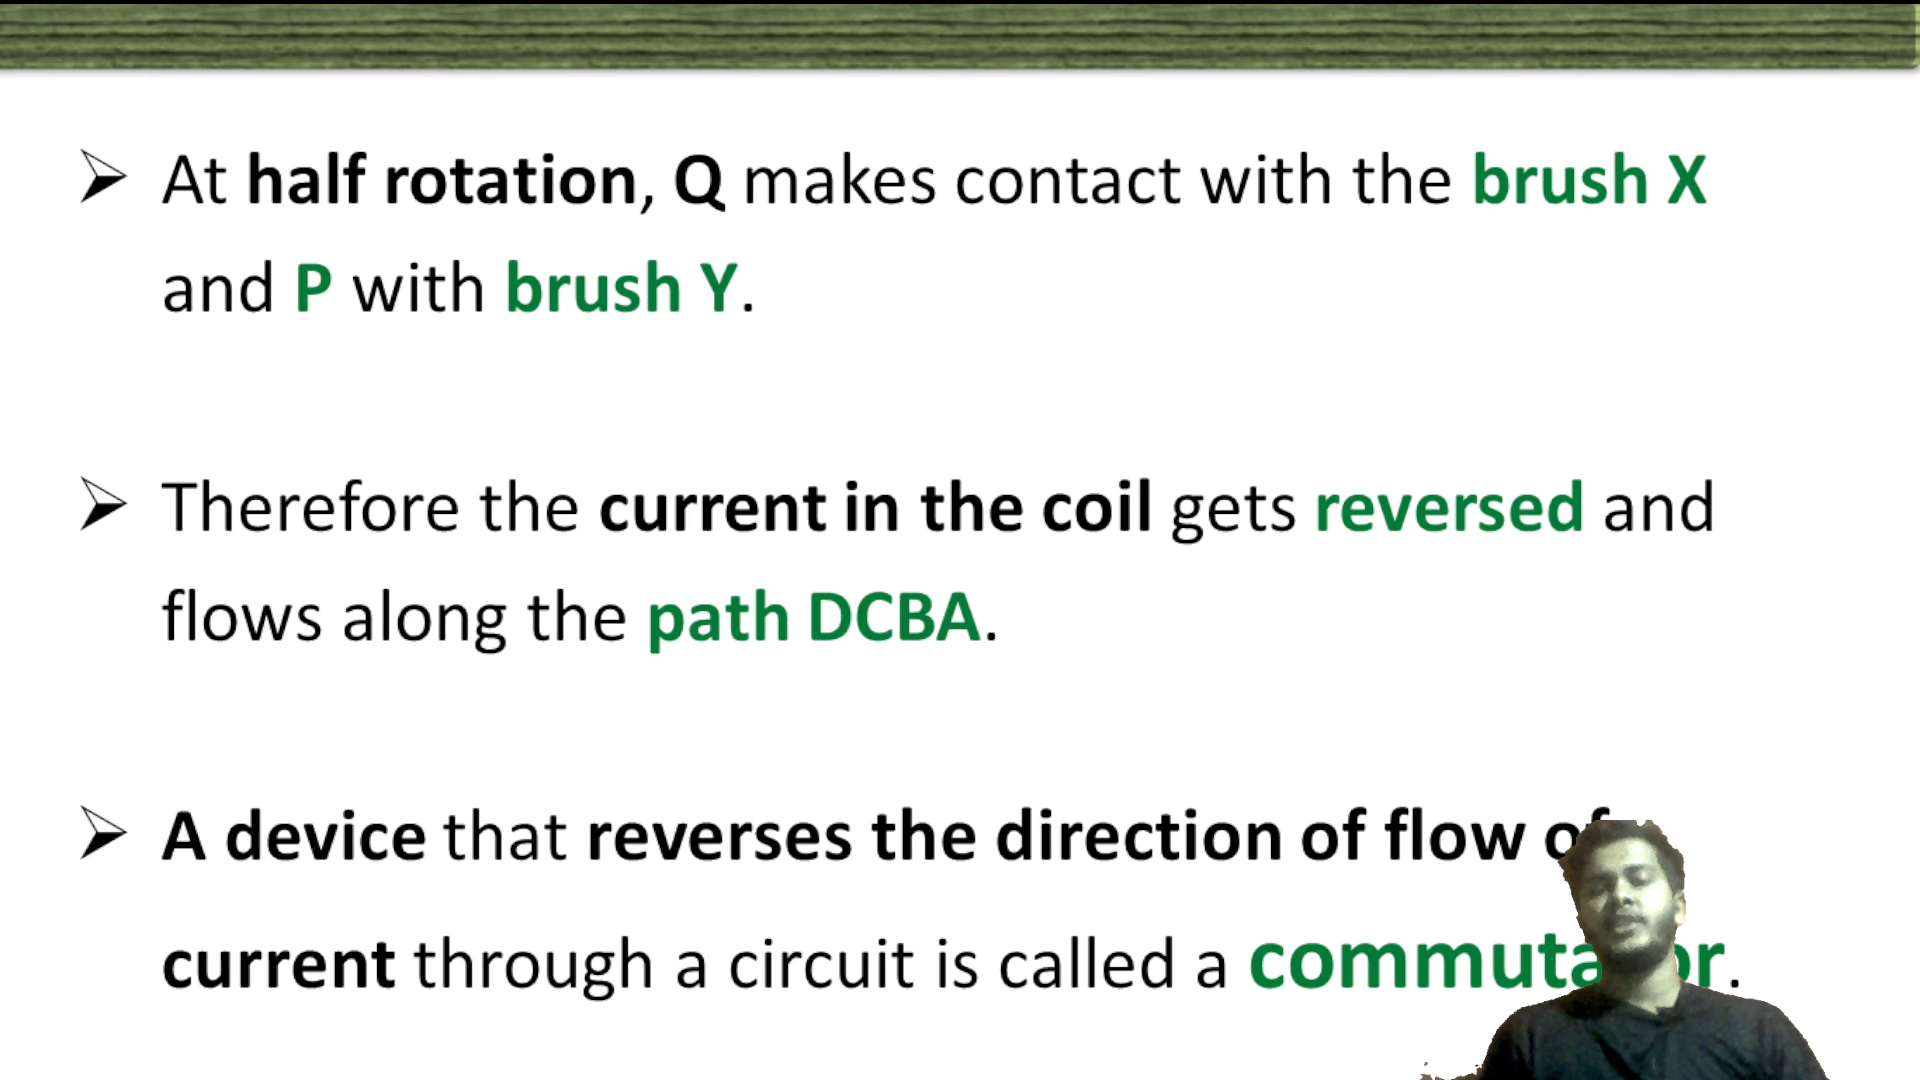 At half rotation, Q makes contact with the brush X
and P with brush Y.
Therefore the current in the coil gets reversed and
flows along the path DCBA.
A device that reverses the direction of flow of
current through a circuit is called a commutator.